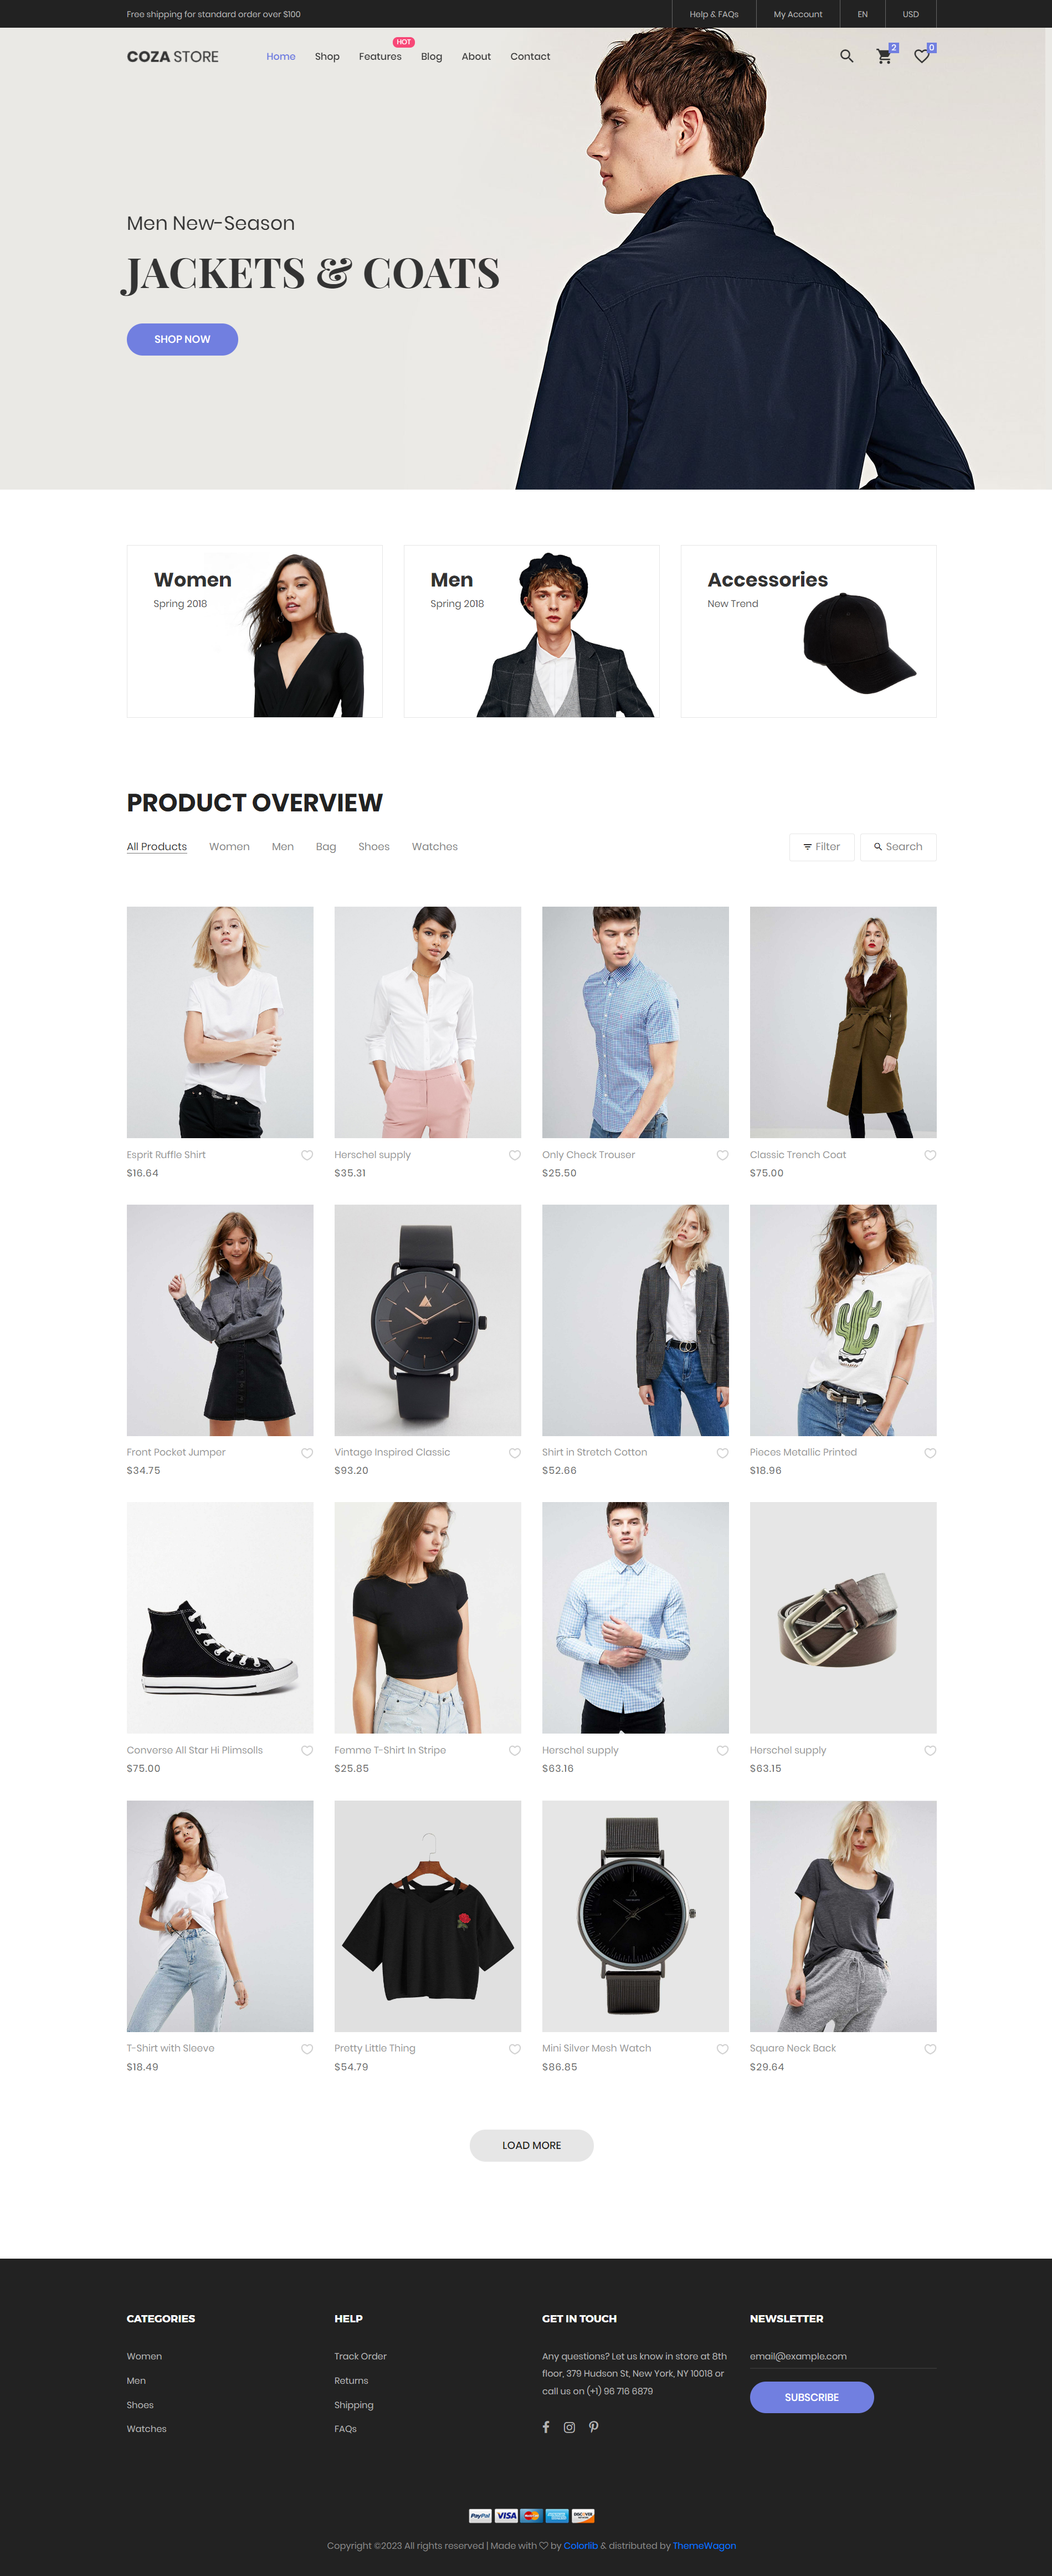 Free shipping for standard order over $100
Help & FAQs
My Account
EN
USD
COZA STORE
Home
Shop
Features
HOT
Blog
About
Contact
2
0
Men New-Season
JACKETS & COATS
SHOP NOW
Women
Spring 2018
Men
Spring 2018
Accessories
New Trend
PRODUCT OVERVIEW
All Products
Women
Men
Bag
Shoes
Watches
Filter
Search
Esprit Ruffle Shirt
$16.64
Herschel supply
$35.31
Only Check Trouser
$25.50
Classic Trench Coat
$75.00
Front Pocket Jumper
$34.75
Vintage Inspired Classic
$93.20
Shirt in Stretch Cotton
$52.66
Pieces Metallic Printed
$18.96
Converse All Star Hi Plimsolls
$75.00
Femme T-Shirt In Stripe
$25.85
Herschel supply
$63.16
Herschel supply
$63.15
T-Shirt with Sleeve
$18.49
Pretty Little Thing
$54.79
Mini Silver Mesh Watch
$86.85
Square Neck Back
$29.64
LOAD MORE
CATEGORIES
Women
Men
Shoes
Watches
HELP
Track Order
Returns
Shipping
FAQs
GET IN TOUCH
Any questions? Let us know in store at 8th
floor, 379 Hudson St, New York, NY 10018 or
call us on (+1) 96 716 6879
NEWSLETTER
email@example.com
SUBSCRIBE
PayPal
VISA
DISCOVER
Copyright ©2023 All rights reserved | Made with ♡ by Colorlib & distributed by ThemeWagon